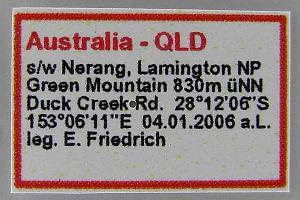 Australia - QLD
s/w Nerang, Lamington NP
Green Mountain 830m üNN
Duck Creek Rd. 28°12'06"S
153°06'11"E 04.01.2006 a.L.
leg. E. Friedrich